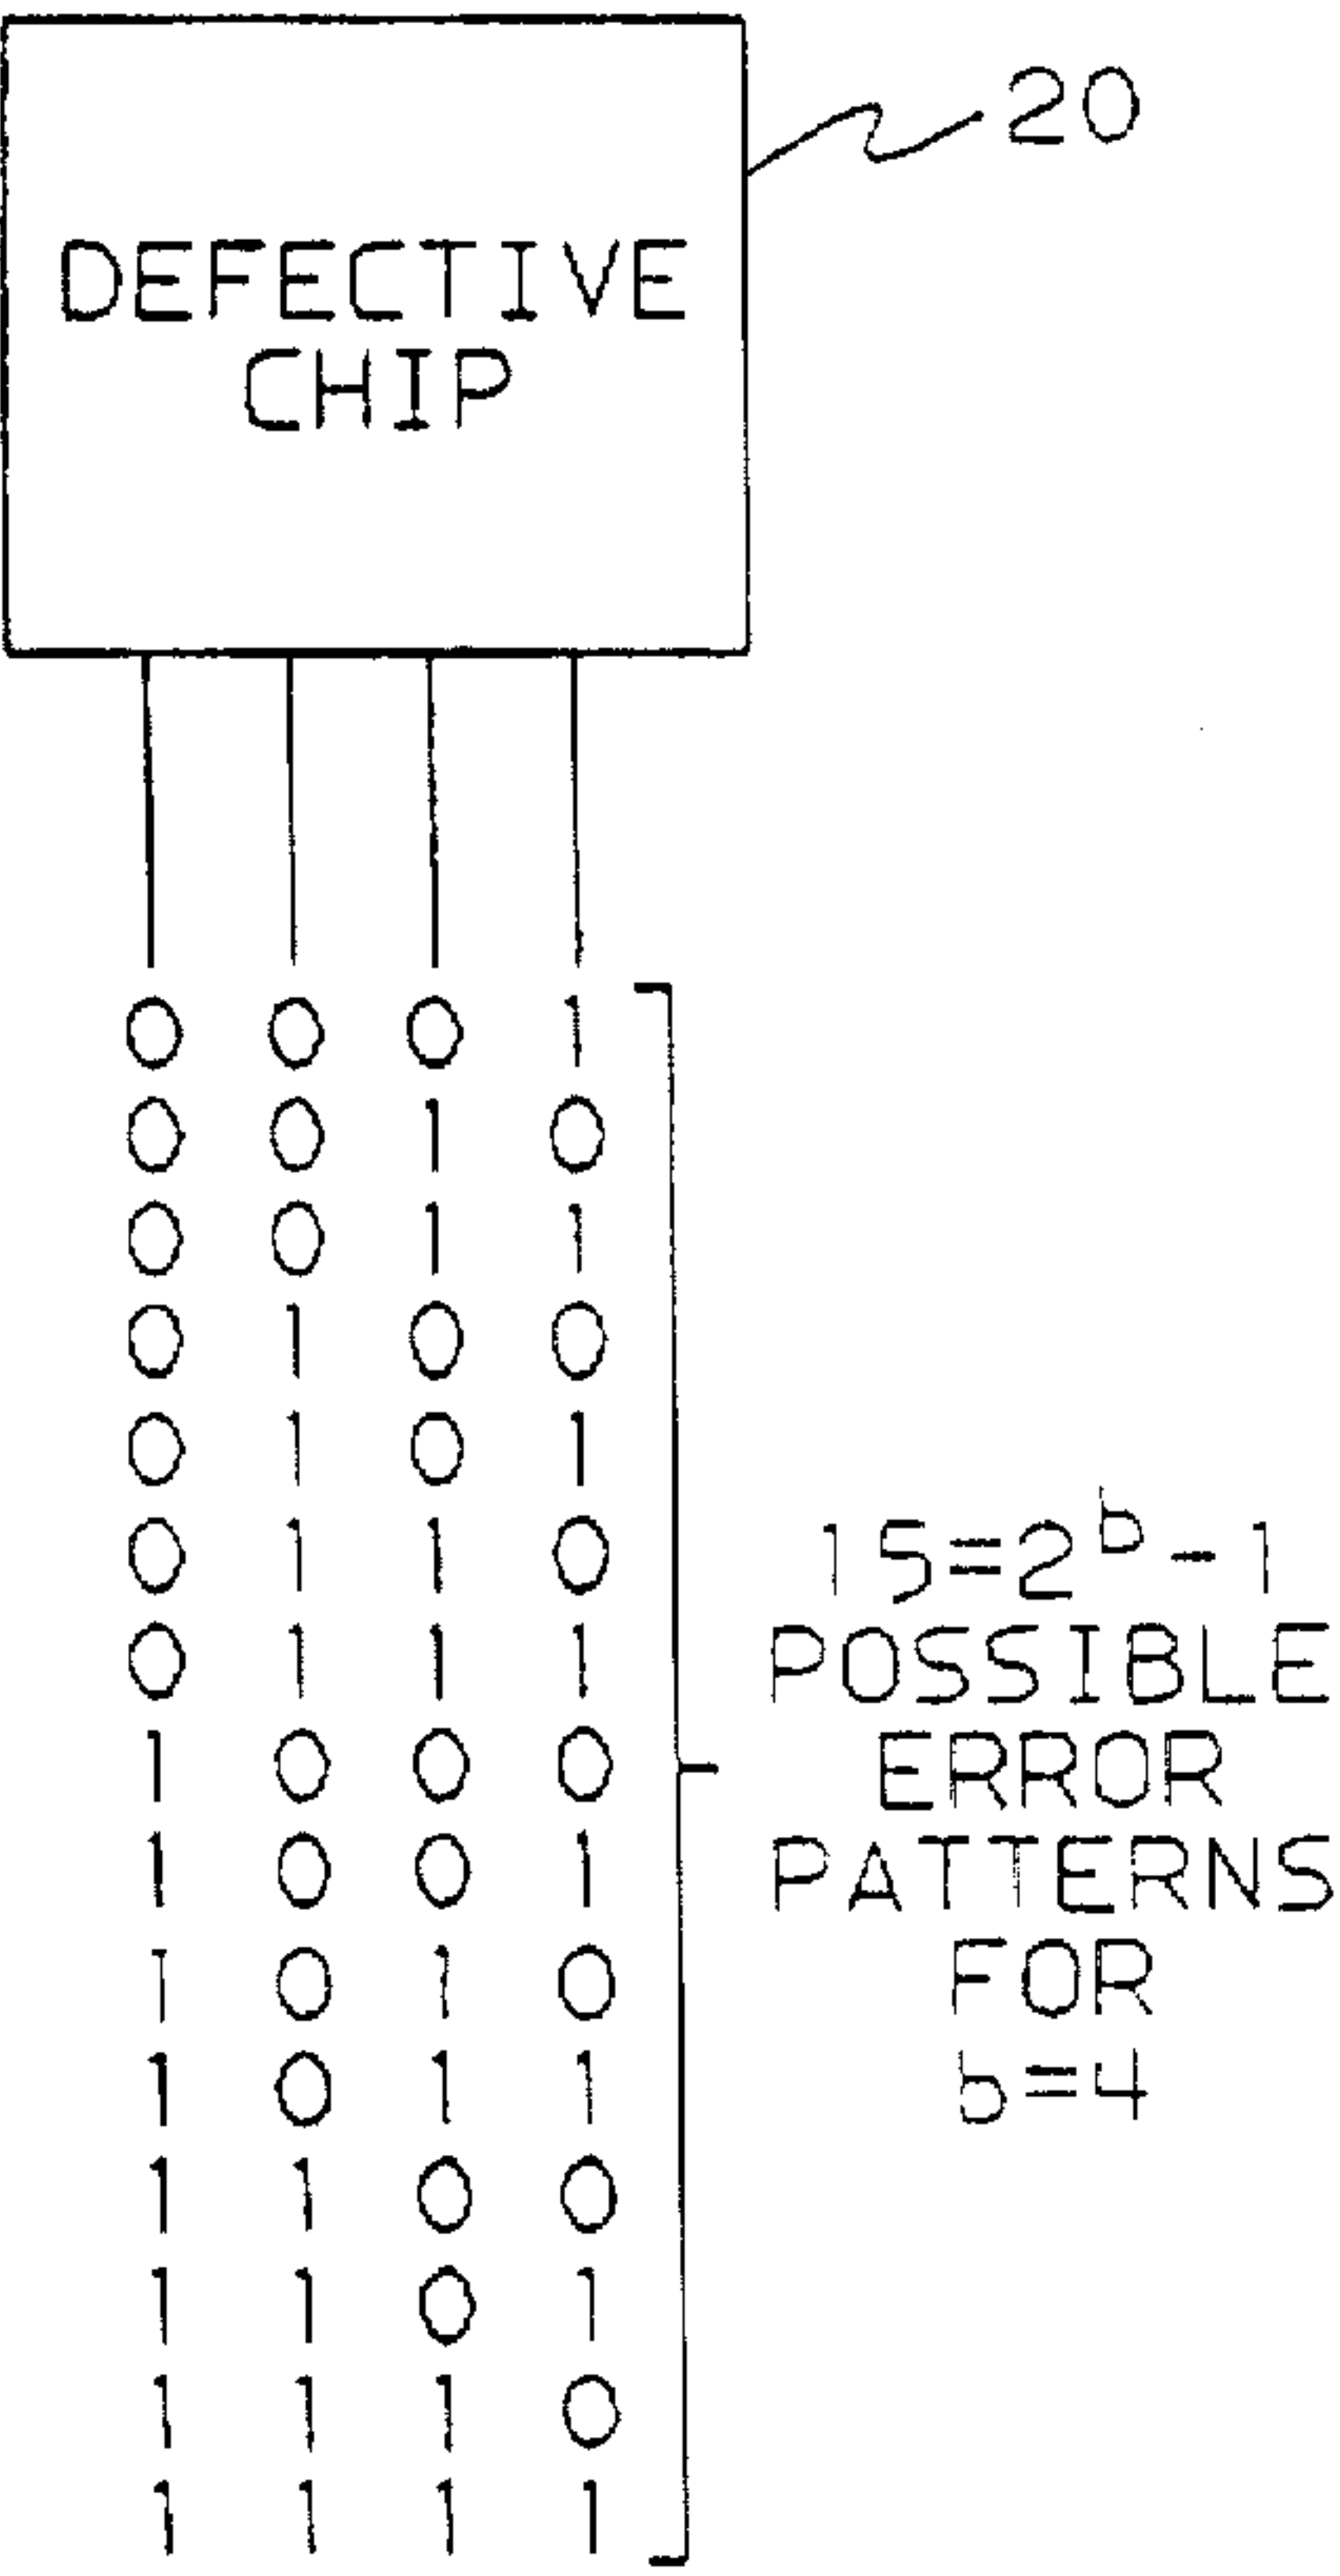 20
DEFECTIVE
CHIP
0 0 0 1
0 0 1 0
0 0 1 1
0 1 0 0
0 1 0 1
0 1 1 0
0 1 1 1
1 0 0 0
1 0 0 1
1 0 1 0
1 0 1 1
1 1 0 0
1 1 0 1
1 1 1 0
1 1 1 1
15=2ᵇ-1
POSSIBLE
ERROR
PATTERNS
FOR
b=4